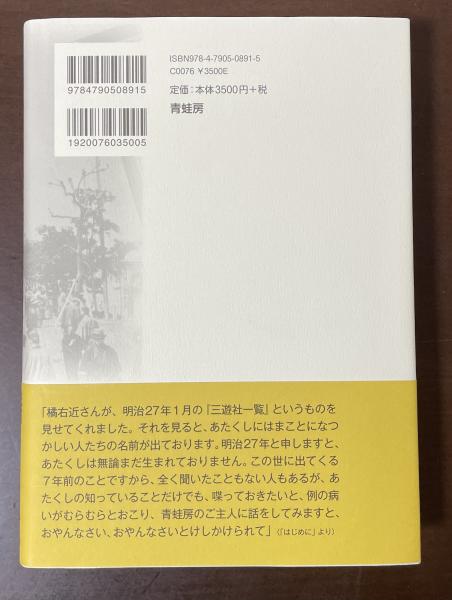 ISBN978-4-7905-0891-5
C0076 ¥3500E
定価：本体3500円＋税
青蛙房
9784790508915
1920076035005
「橘右近さんが、明治27年1月の『三遊社一覧』というものを
見せてくれました。それを見ると、あたくしにはまことになつ
かしい人たちの名前が出ております。明治27年と申しますと、
あたくしは無論まだ生まれておりません。この世に出てくる
7年前のことですから、全く聞いたこともない人もあるが、あ
たくしの知っていることだけでも、喋っておきたいと、例の病
いがむらむらとおこり、青蛙房のご主人に話をしてみますと、
おやんなさい、おやんなさいとけしかけられて」（「はじめに」より）